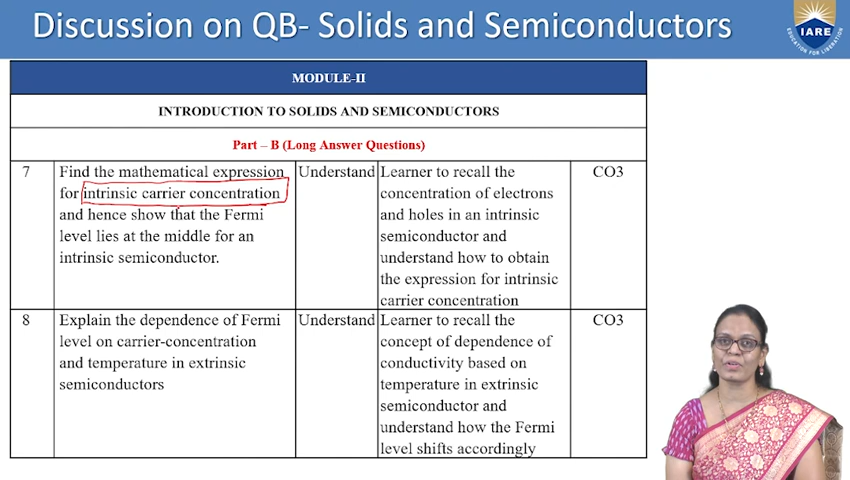 Discussion on QB- Solids and Semiconductors
IARE
EDUCATION FOR LIBERATION
MODULE-II
INTRODUCTION TO SOLIDS AND SEMICONDUCTORS
Part – B (Long Answer Questions)
7
Find the mathematical expression
for intrinsic carrier concentration
and hence show that the Fermi
level lies at the middle for an
intrinsic semiconductor.
Understand
Learner to recall the
concentration of electrons
and holes in an intrinsic
semiconductor and
understand how to obtain
the expression for intrinsic
carrier concentration
CO3
8
Explain the dependence of Fermi
level on carrier-concentration
and temperature in extrinsic
semiconductors
Understand
Learner to recall the
concept of dependence of
conductivity based on
temperature in extrinsic
semiconductor and
understand how the Fermi
level shifts accordingly
CO3